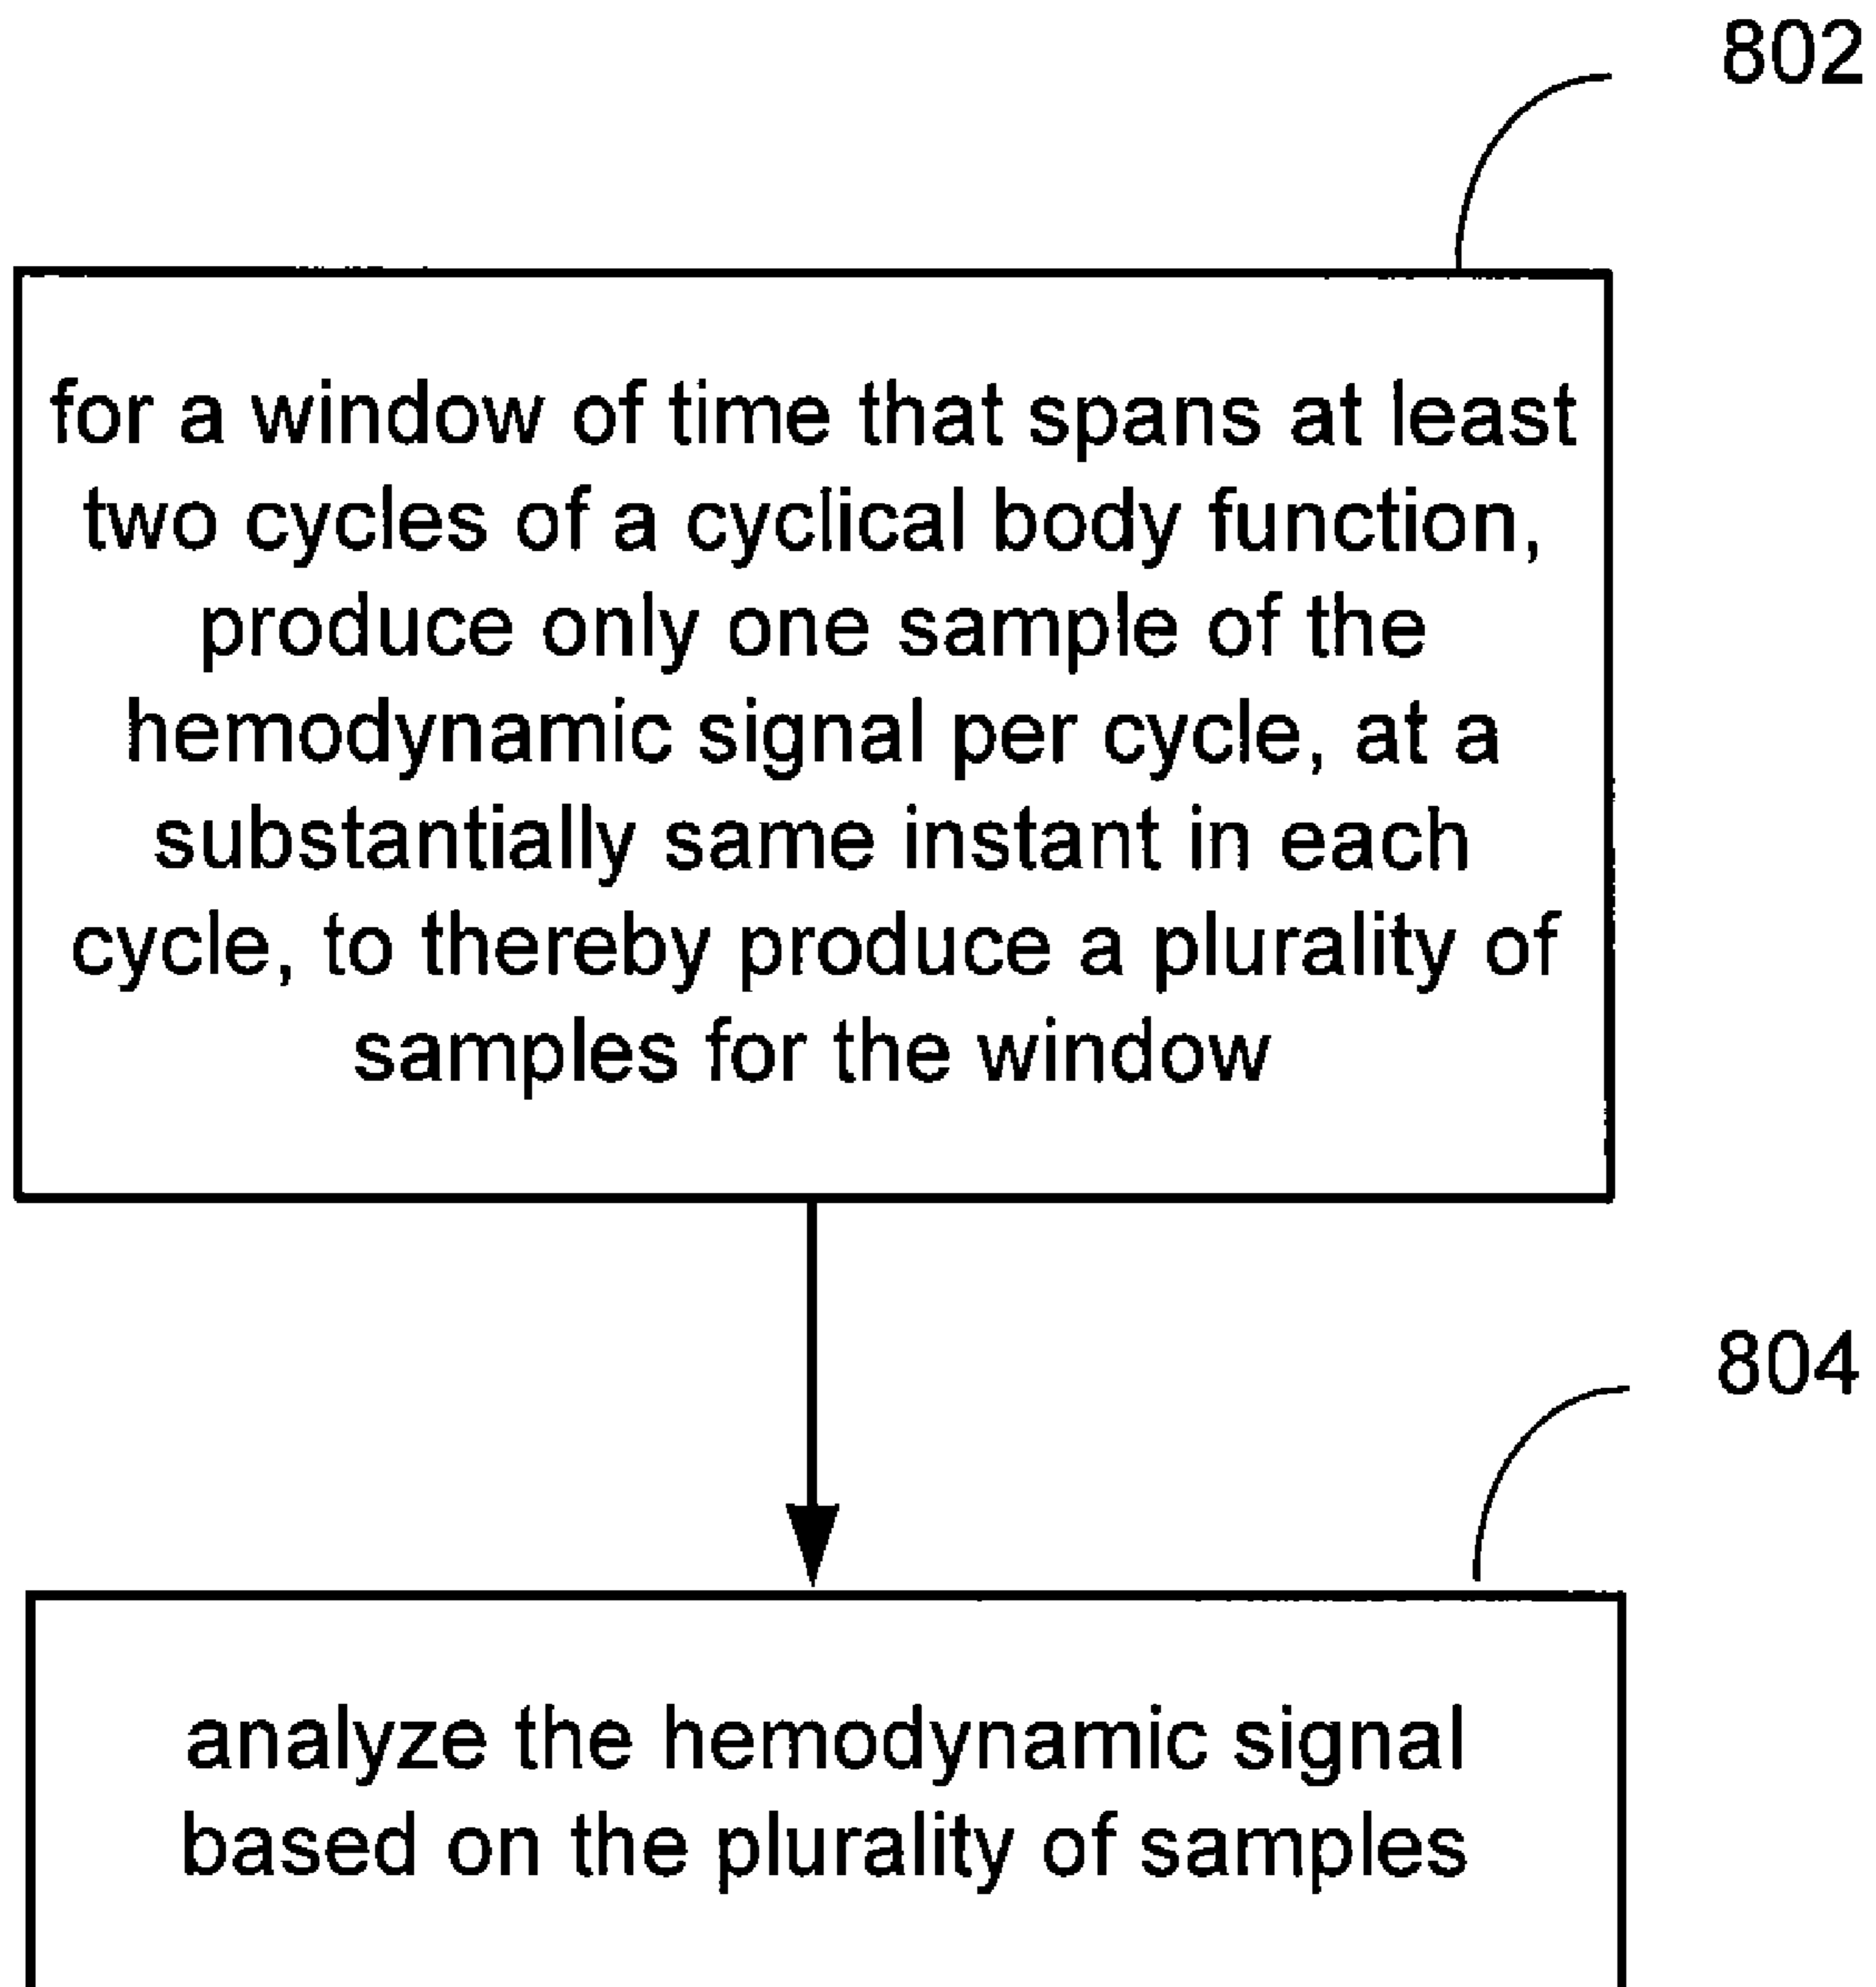 802
for a window of time that spans at least
two cycles of a cyclical body function,
produce only one sample of the
hemodynamic signal per cycle, at a
substantially same instant in each
cycle, to thereby produce a plurality of
samples for the window
804
analyze the hemodynamic signal
based on the plurality of samples